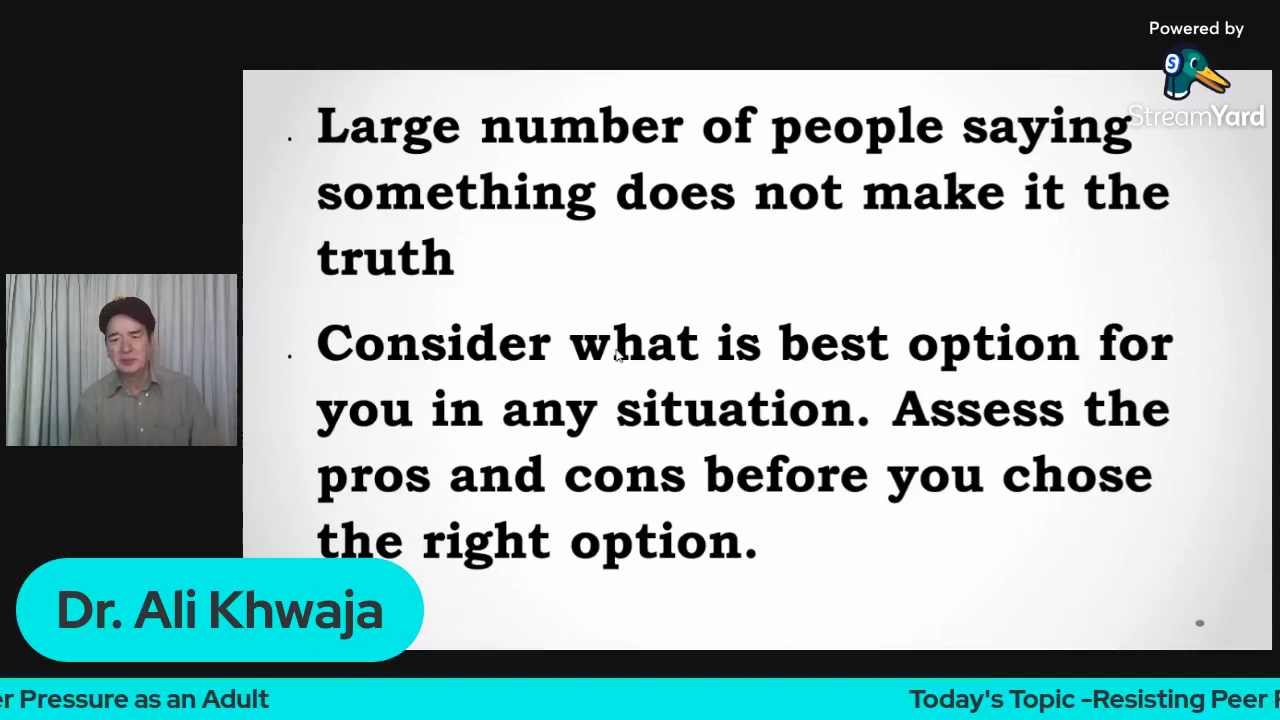 Powered by
StreamYard
. Large number of people saying
something does not make it the
truth
. Consider what is best option for
you in any situation. Assess the
pros and cons before you chose
the right option.
Dr. Ali Khwaja
er Pressure as an Adult
Today's Topic -Resisting Peer